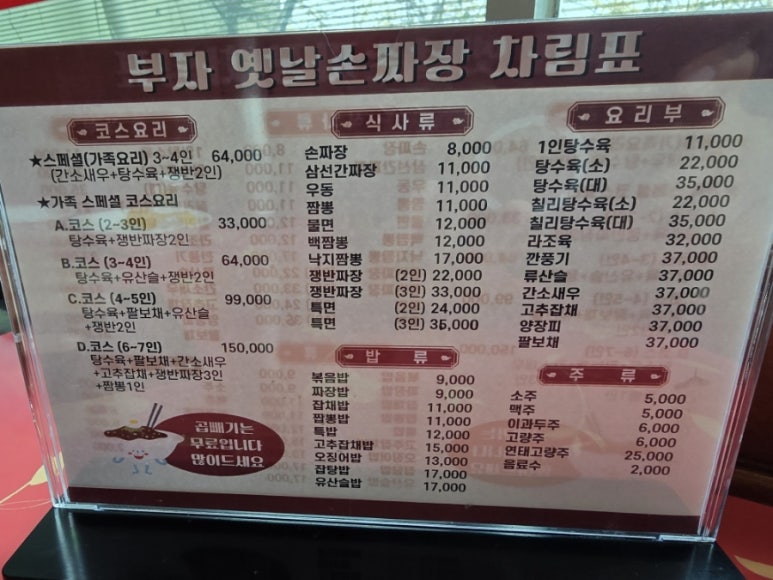 부자 옛날손짜장 차림표
코스요리
★스페셜(가족요리) 3~4인 64,000
(간소새우+탕수육+쟁반2인)
★가족 스페셜 코스요리
A.코스 (2~3인) 33,000
탕수육+쟁반짜장2인
B.코스 (3~4인) 64,000
탕수육+유산슬+쟁반2인
C.코스 (4~5인) 99,000
탕수육+팔보채+유산슬
+쟁반2인
D.코스 (6~7인) 150,000
탕수육+팔보채+간소새우
+고추잡채+쟁반짜장3인
+짬뽕1인
곱빼기는
무료입니다
많이드세요
식사류
손짜장 8,000
삼선간짜장 11,000
우동 11,000
짬뽕 11,000
물면 12,000
백짬뽕 12,000
낙지짬뽕 17,000
쟁반짜장 (2인) 22,000
쟁반짜장 (3인) 33,000
특면 (2인) 24,000
특면 (3인) 35,000
밥류
볶음밥 9,000
짜장밥 9,000
잡채밥 11,000
짬뽕밥 11,000
특밥 12,000
고추잡채밥 15,000
오징어밥 13,000
잡탕밥 17,000
유산슬밥 17,000
요리부
1인탕수육 11,000
탕수육(소) 22,000
탕수육(대) 35,000
칠리탕수육(소) 22,000
칠리탕수육(대) 35,000
라조육 32,000
깐풍기 37,000
류산슬 37,000
간소새우 37,000
고추잡채 37,000
양장피 37,000
팔보채 37,000
주류
소주 5,000
맥주 5,000
이과두주 6,000
고량주 6,000
연태고량주 25,000
음료수 2,000